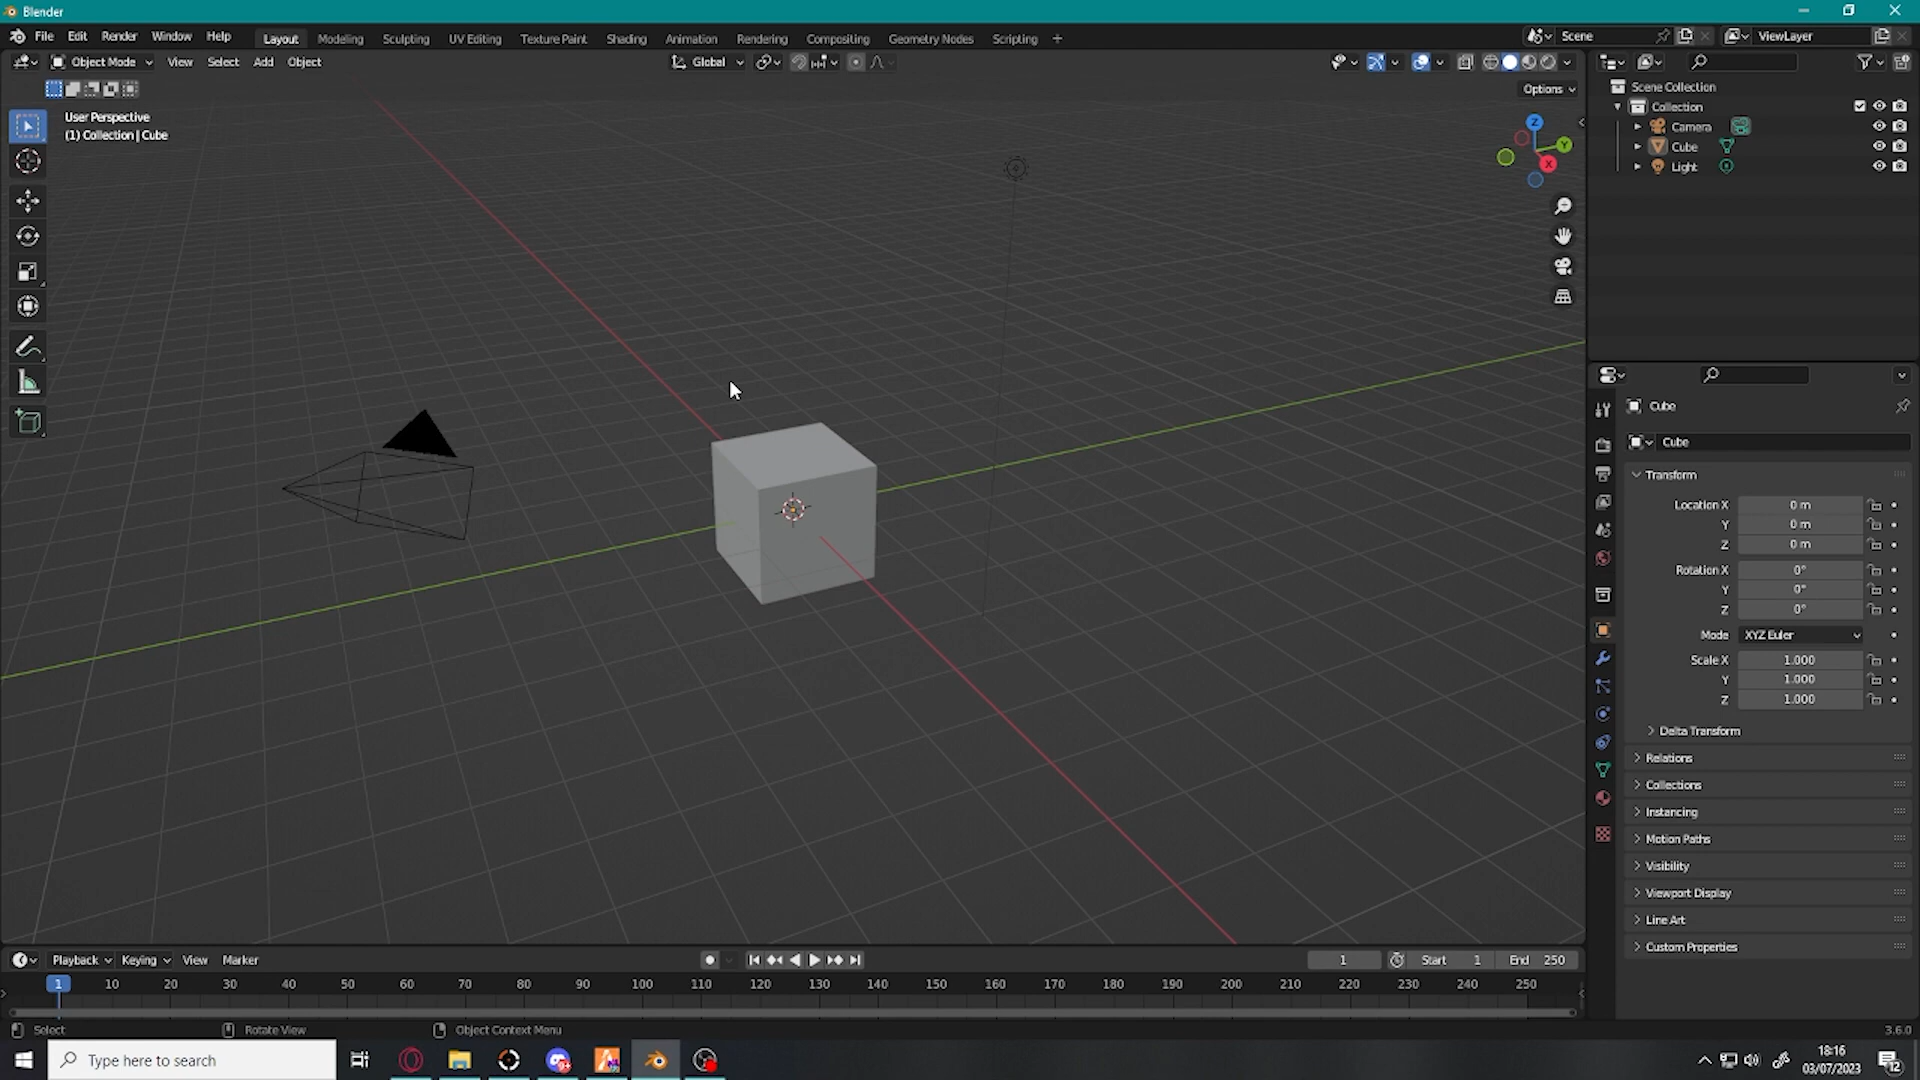 Blender
File Edit Render Window Help Layout Modeling Sculpting UV Editing Texture Paint Shading Animation Rendering Compositing Geometry Nodes Scripting + Scene ViewLayer
Object Mode View Select Add Object Global
Options
User Perspective
(1) Collection | Cube
Z
Y
X
Scene Collection
Collection
Camera
Cube
Light
Cube
Cube
Transform
Location X 0 m
Y 0 m
Z 0 m
Rotation X 0°
Y 0°
Z 0°
Mode XYZ Euler
Scale X 1.000
Y 1.000
Z 1.000
Delta Transform
Relations
Collections
Instancing
Motion Paths
Visibility
Viewport Display
Line Art
Custom Properties
Playback Keying View Marker 1 Start 1 End 250
1 10 20 30 40 50 60 70 80 90 100 110 120 130 140 150 160 170 180 190 200 210 220 230 240 250
Select Rotate View Object Context Menu 3.6.0
Type here to search
18:16
03/07/2023
12